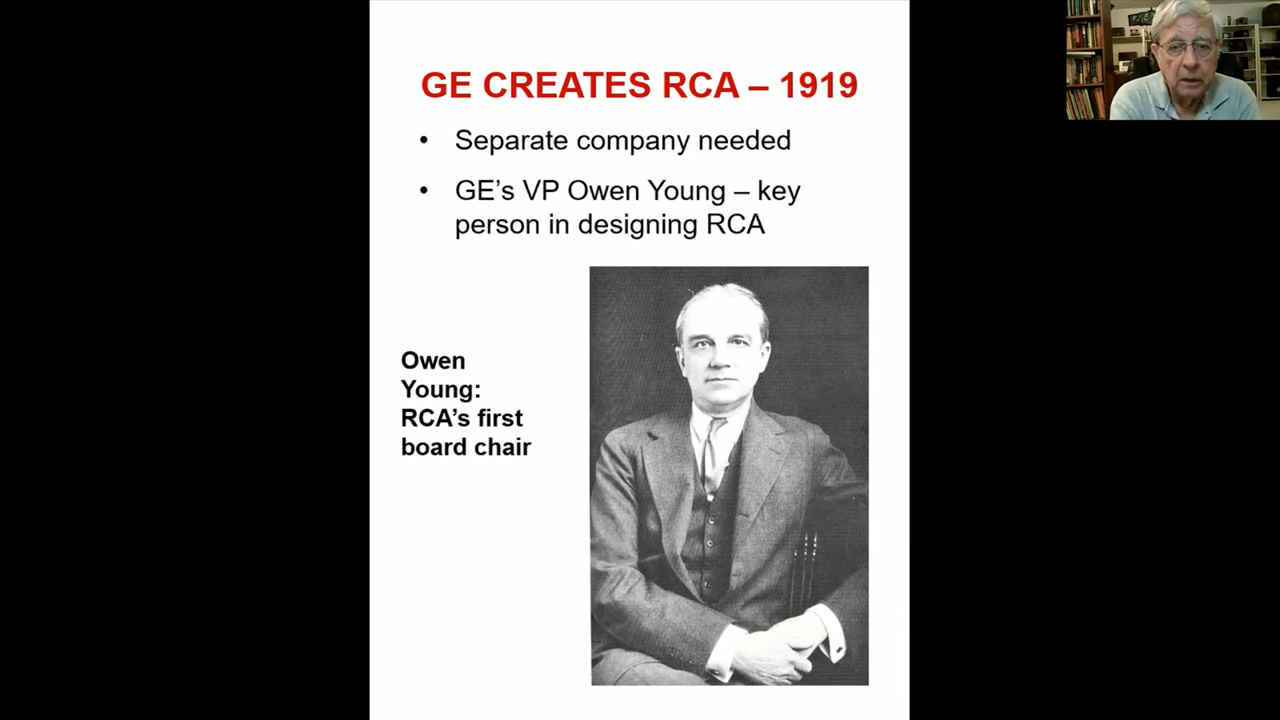 GE CREATES RCA – 1919
• Separate company needed
• GE’s VP Owen Young – key
person in designing RCA
Owen
Young:
RCA’s first
board chair